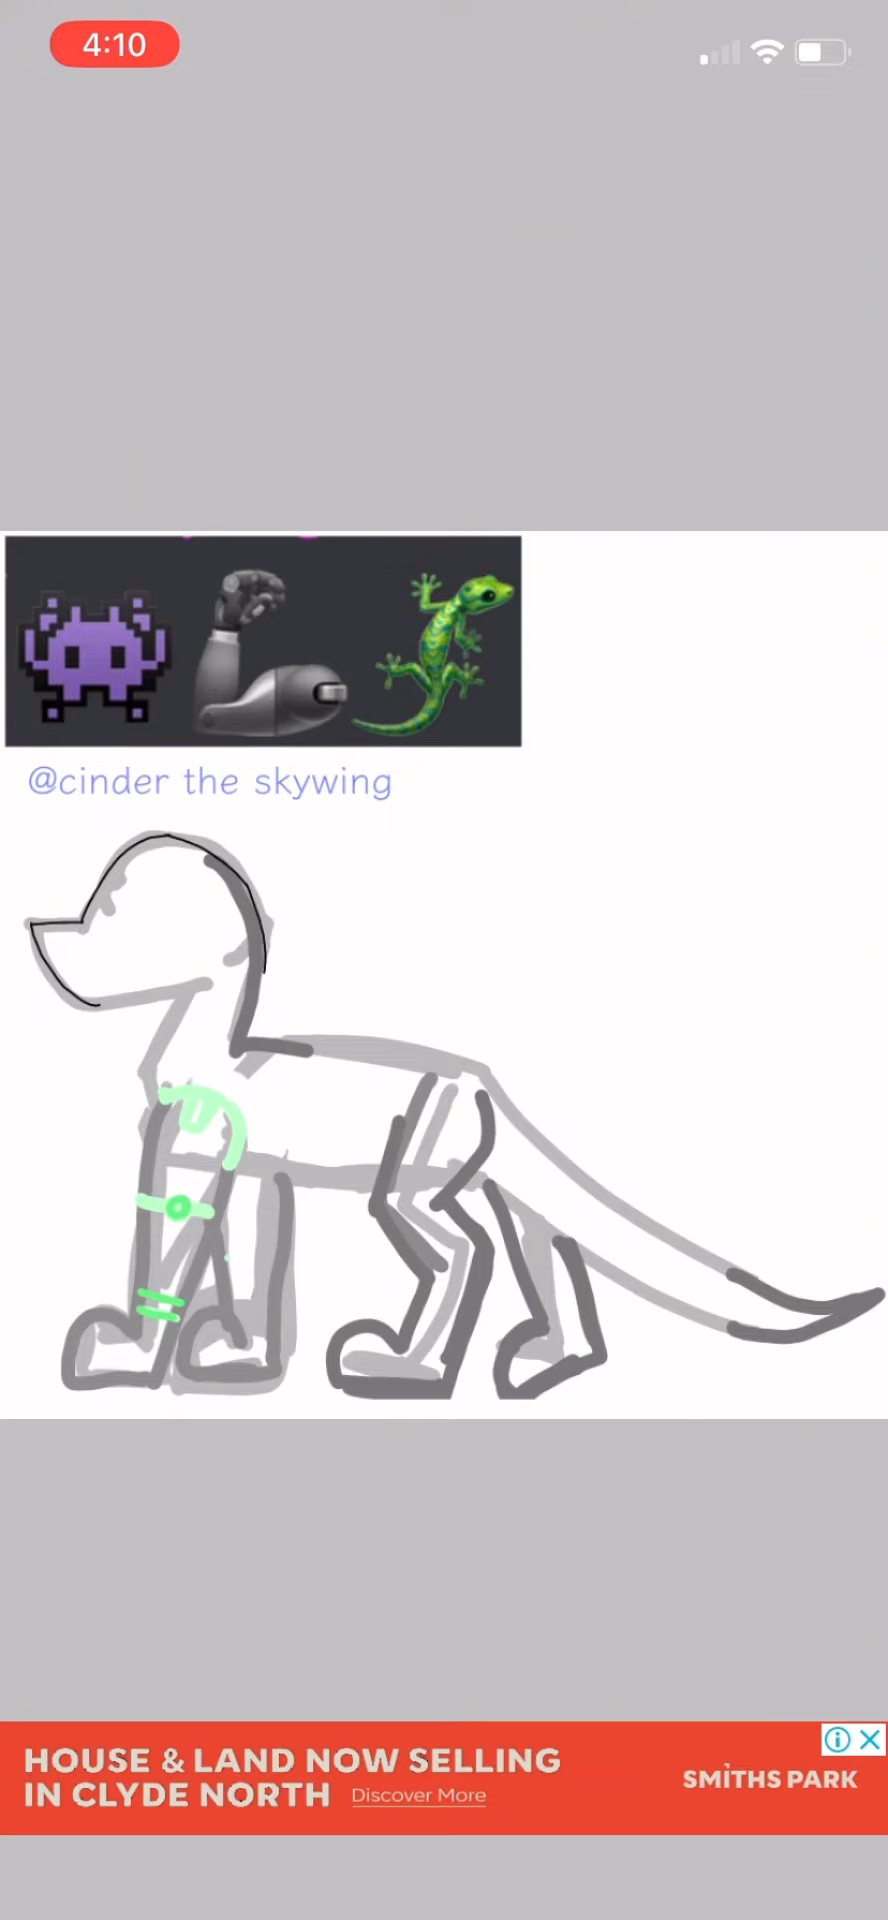 4:10
@cinder the skywing
HOUSE & LAND NOW SELLING
IN CLYDE NORTH Discover More
SMiTHS PARK